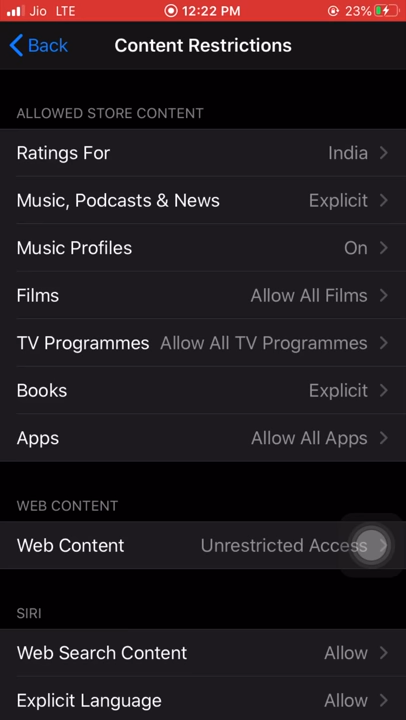 Jio LTE 12:22 PM 23%
Back Content Restrictions
ALLOWED STORE CONTENT
Ratings For India
Music, Podcasts & News Explicit
Music Profiles On
Films Allow All Films
TV Programmes Allow All TV Programmes
Books Explicit
Apps Allow All Apps
WEB CONTENT
Web Content Unrestricted Access
SIRI
Web Search Content Allow
Explicit Language Allow